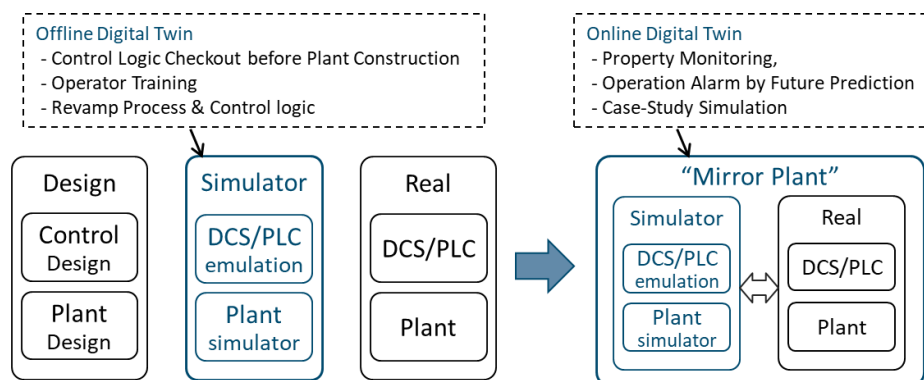 Offline Digital Twin
- Control Logic Checkout before Plant Construction
- Operator Training
- Revamp Process & Control logic
Online Digital Twin
- Property Monitoring,
- Operation Alarm by Future Prediction
- Case-Study Simulation
Design
Control
Design
Plant
Design
Simulator
DCS/PLC
emulation
Plant
simulator
Real
DCS/PLC
Plant
“Mirror Plant”
Simulator
DCS/PLC
emulation
Plant
simulator
Real
DCS/PLC
Plant